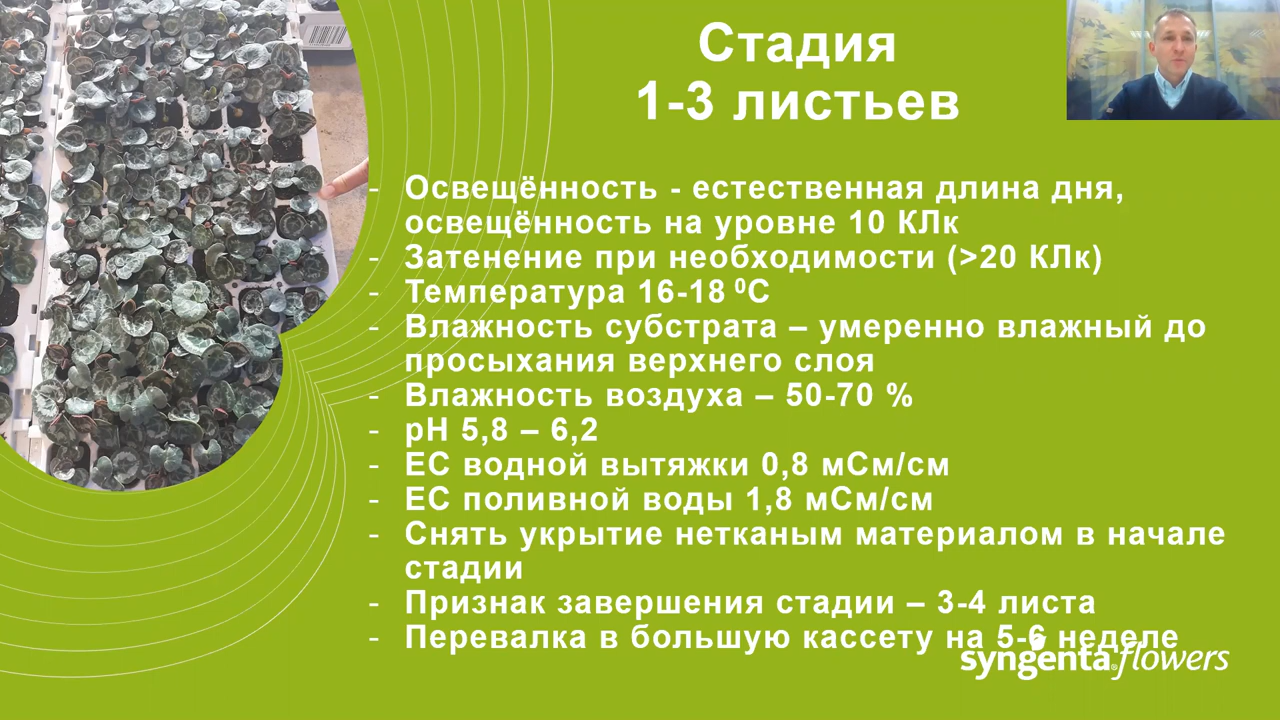 Стадия
1-3 листьев
- Освещённость - естественная длина дня,
освещённость на уровне 10 КЛк
- Затенение при необходимости (>20 КЛк)
- Температура 16-18 ⁰С
- Влажность субстрата – умеренно влажный до
просыхания верхнего слоя
- Влажность воздуха – 50-70 %
- pH 5,8 – 6,2
- ЕС водной вытяжки 0,8 мСм/см
- ЕС поливной воды 1,8 мСм/см
- Снять укрытие нетканым материалом в начале
стадии
- Признак завершения стадии – 3-4 листа
- Перевалка в большую кассету на 5-6 неделе
syngenta® flowers